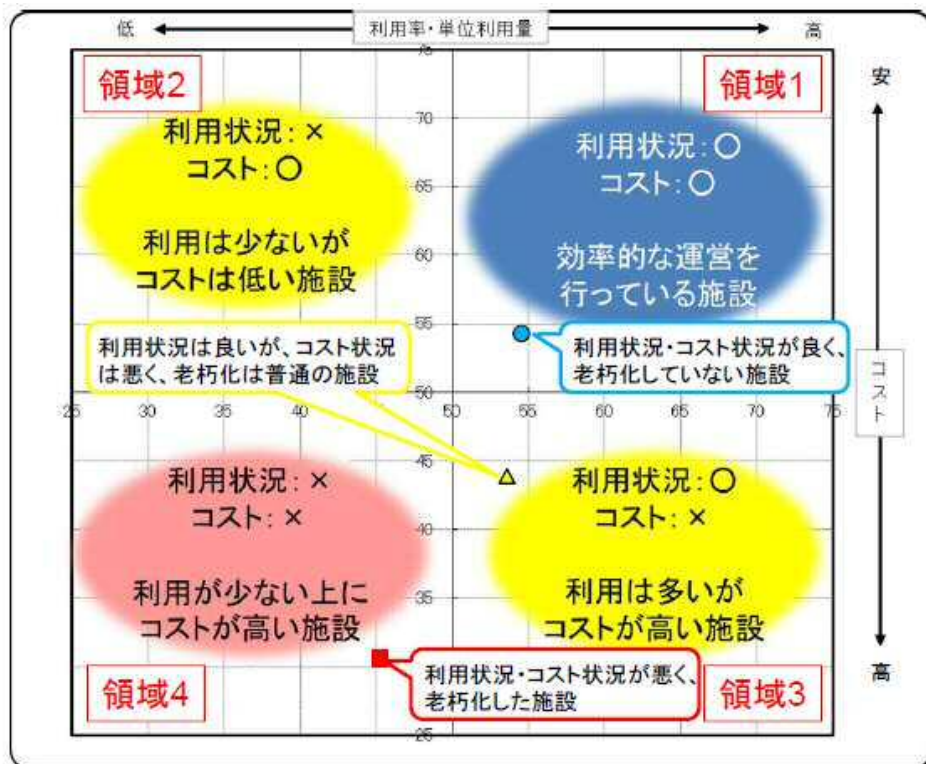 低
利用率・単位利用量
高
75
領域2
領域1
安
70
利用状況:×
コスト:○
利用状況:○
コスト:○
65
利用は少ないが
コストは低い施設
60
効率的な運営を
行っている施設
55
利用状況は良いが、コスト状況
は悪く、老朽化は普通の施設
利用状況・コスト状況が良く、
老朽化していない施設
コスト
50
25 30 35 40 45 50 55 60 65 70 75
45
利用状況:×
コスト:×
利用状況:○
コスト:×
40
利用が少ない上に
コストが高い施設
35
利用は多いが
コストが高い施設
利用状況・コスト状況が悪く、
老朽化した施設
高
領域4
領域3
25